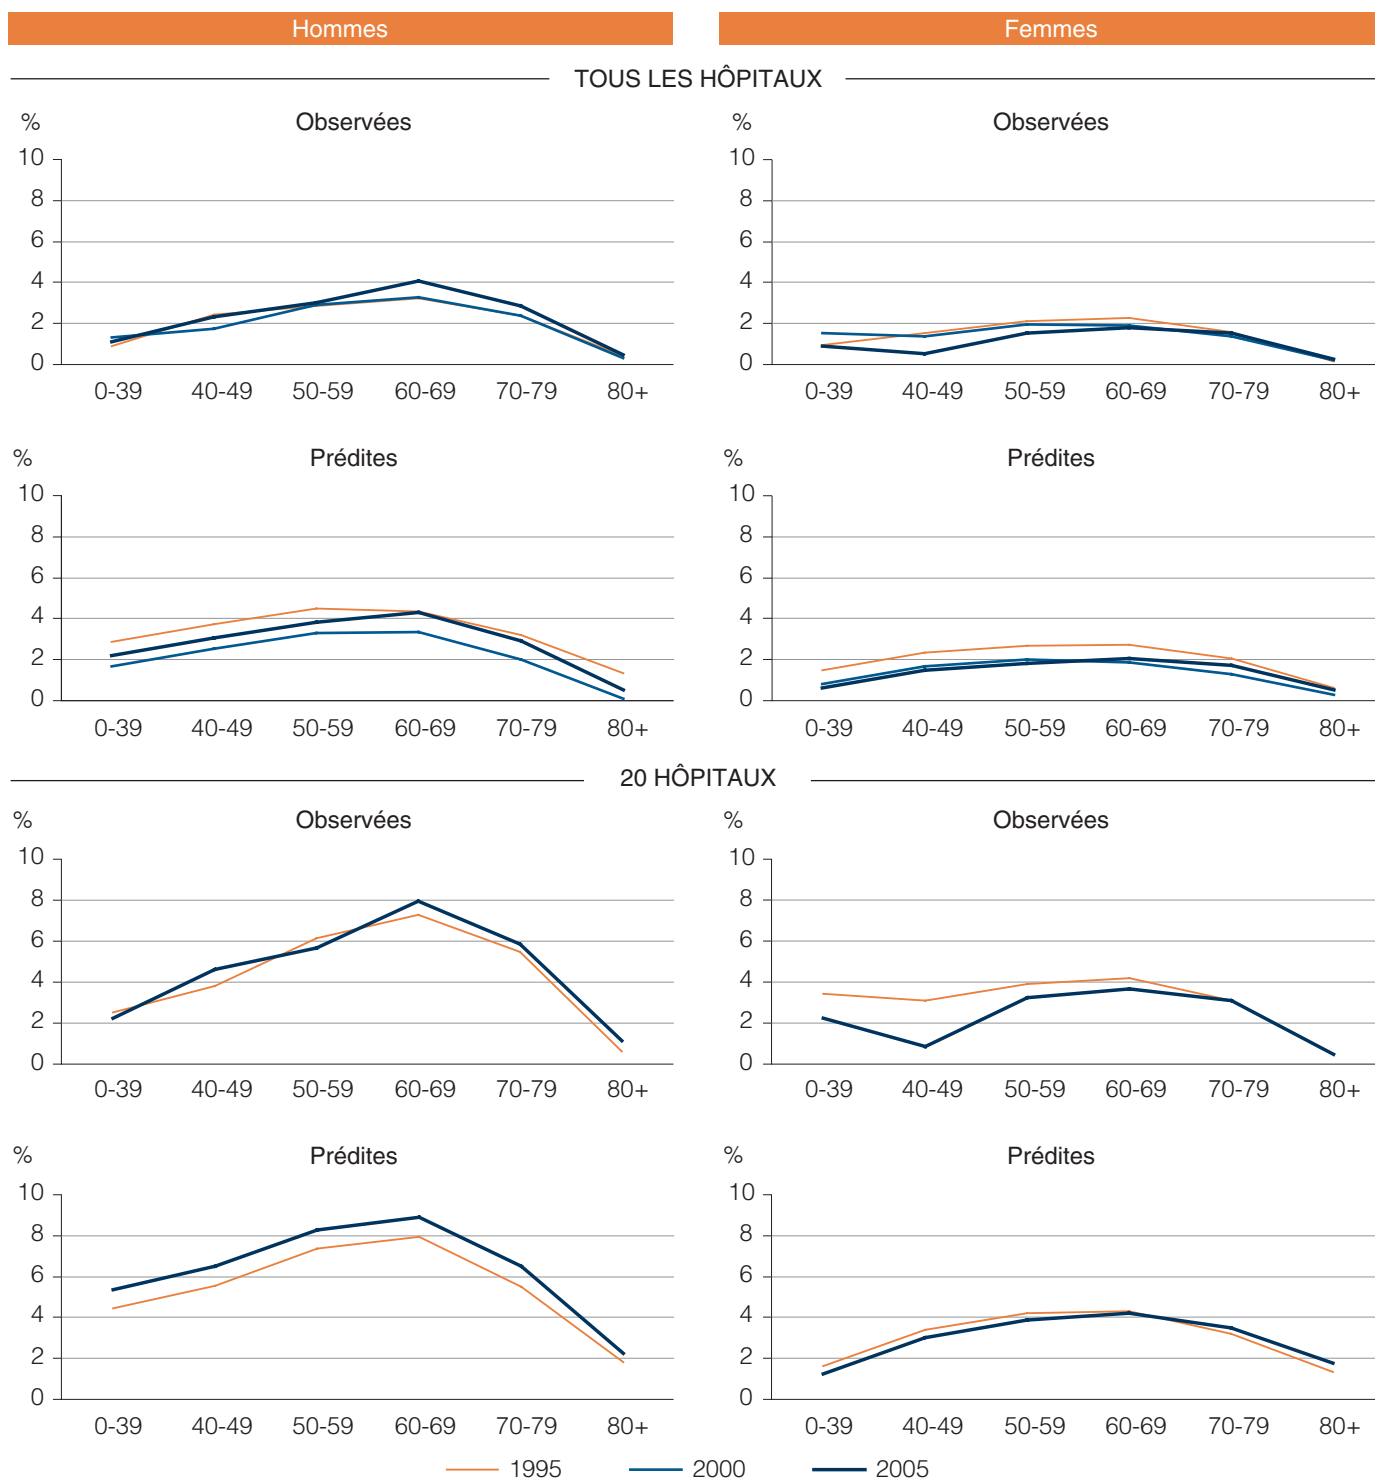 Hommes Femmes
TOUS LES HÔPITAUX
% Observées % Observées
10 10
8 8
6 6
4 4
2 2
0 0
0-39 40-49 50-59 60-69 70-79 80+ 0-39 40-49 50-59 60-69 70-79 80+
% Prédites % Prédites
10 10
8 8
6 6
4 4
2 2
0 0
0-39 40-49 50-59 60-69 70-79 80+ 0-39 40-49 50-59 60-69 70-79 80+
20 HÔPITAUX
% Observées % Observées
10 10
8 8
6 6
4 4
2 2
0 0
0-39 40-49 50-59 60-69 70-79 80+ 0-39 40-49 50-59 60-69 70-79 80+
% Prédites % Prédites
10 10
8 8
6 6
4 4
2 2
0 0
0-39 40-49 50-59 60-69 70-79 80+ 0-39 40-49 50-59 60-69 70-79 80+
1995 2000 2005